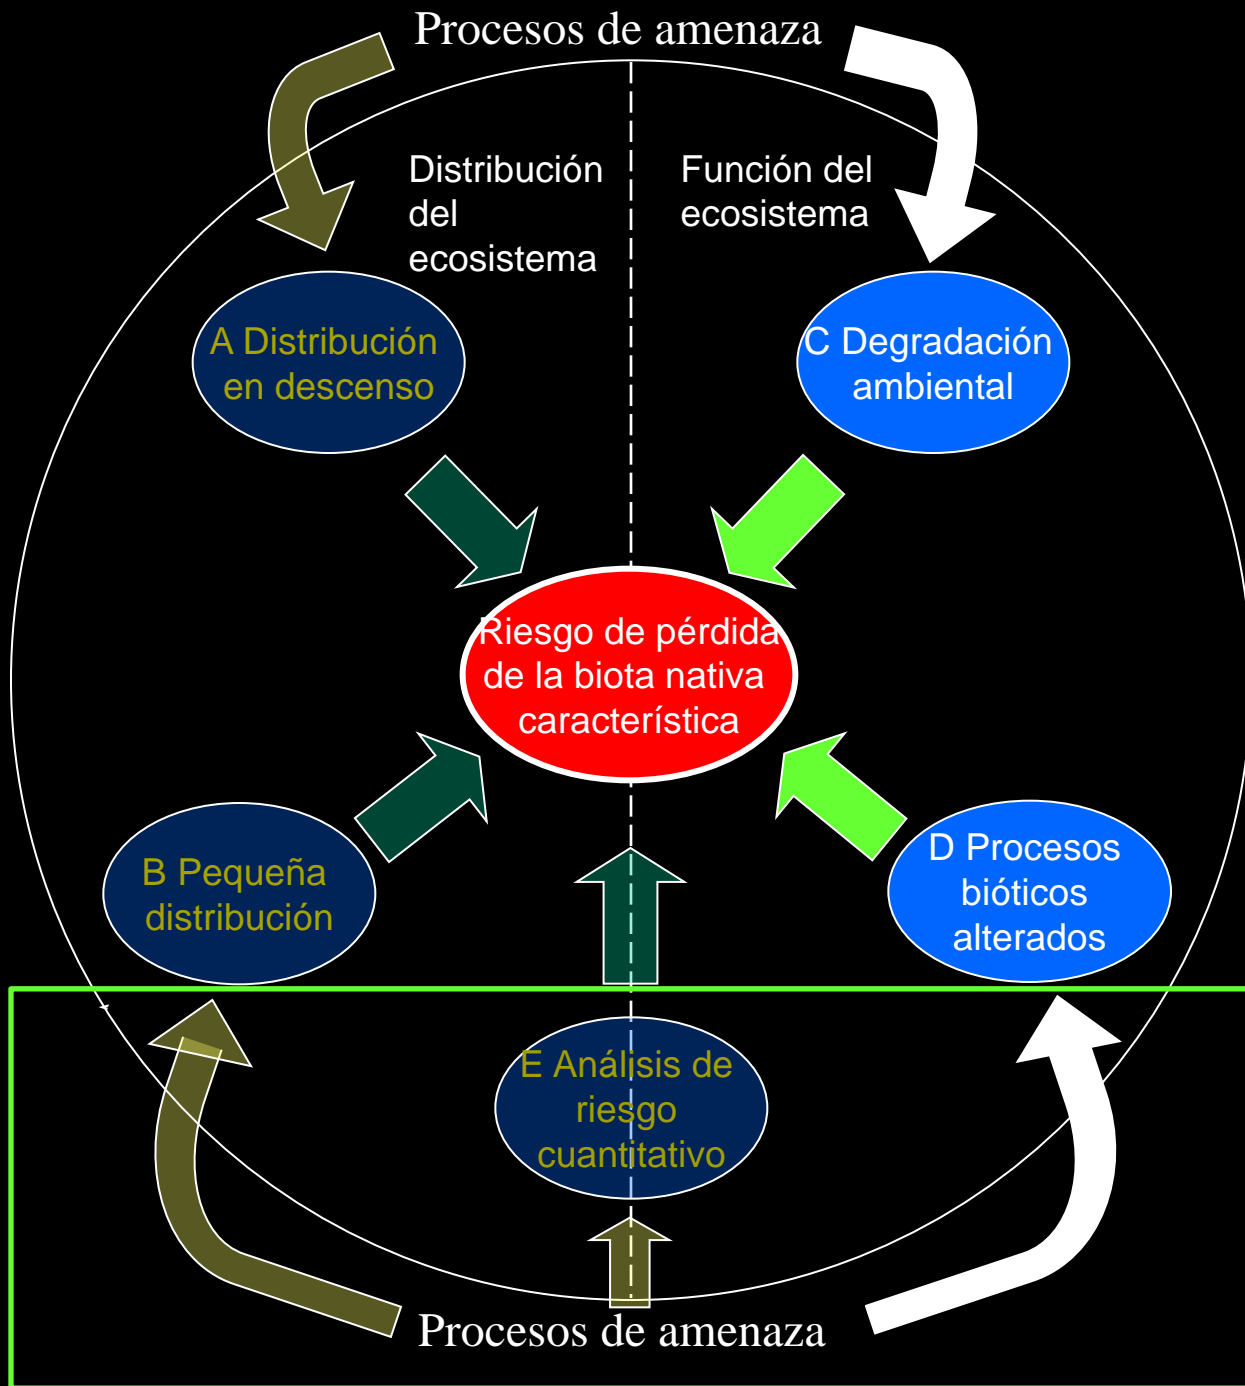 Procesos de amenaza
Distribución
del
ecosistema
Función del
ecosistema
A Distribución
en descenso
C Degradación
ambiental
Riesgo de pérdida
de la biota nativa
característica
B Pequeña
distribución
D Procesos
bióticos
alterados
E Análisis de
riesgo
cuantitativo
Procesos de amenaza